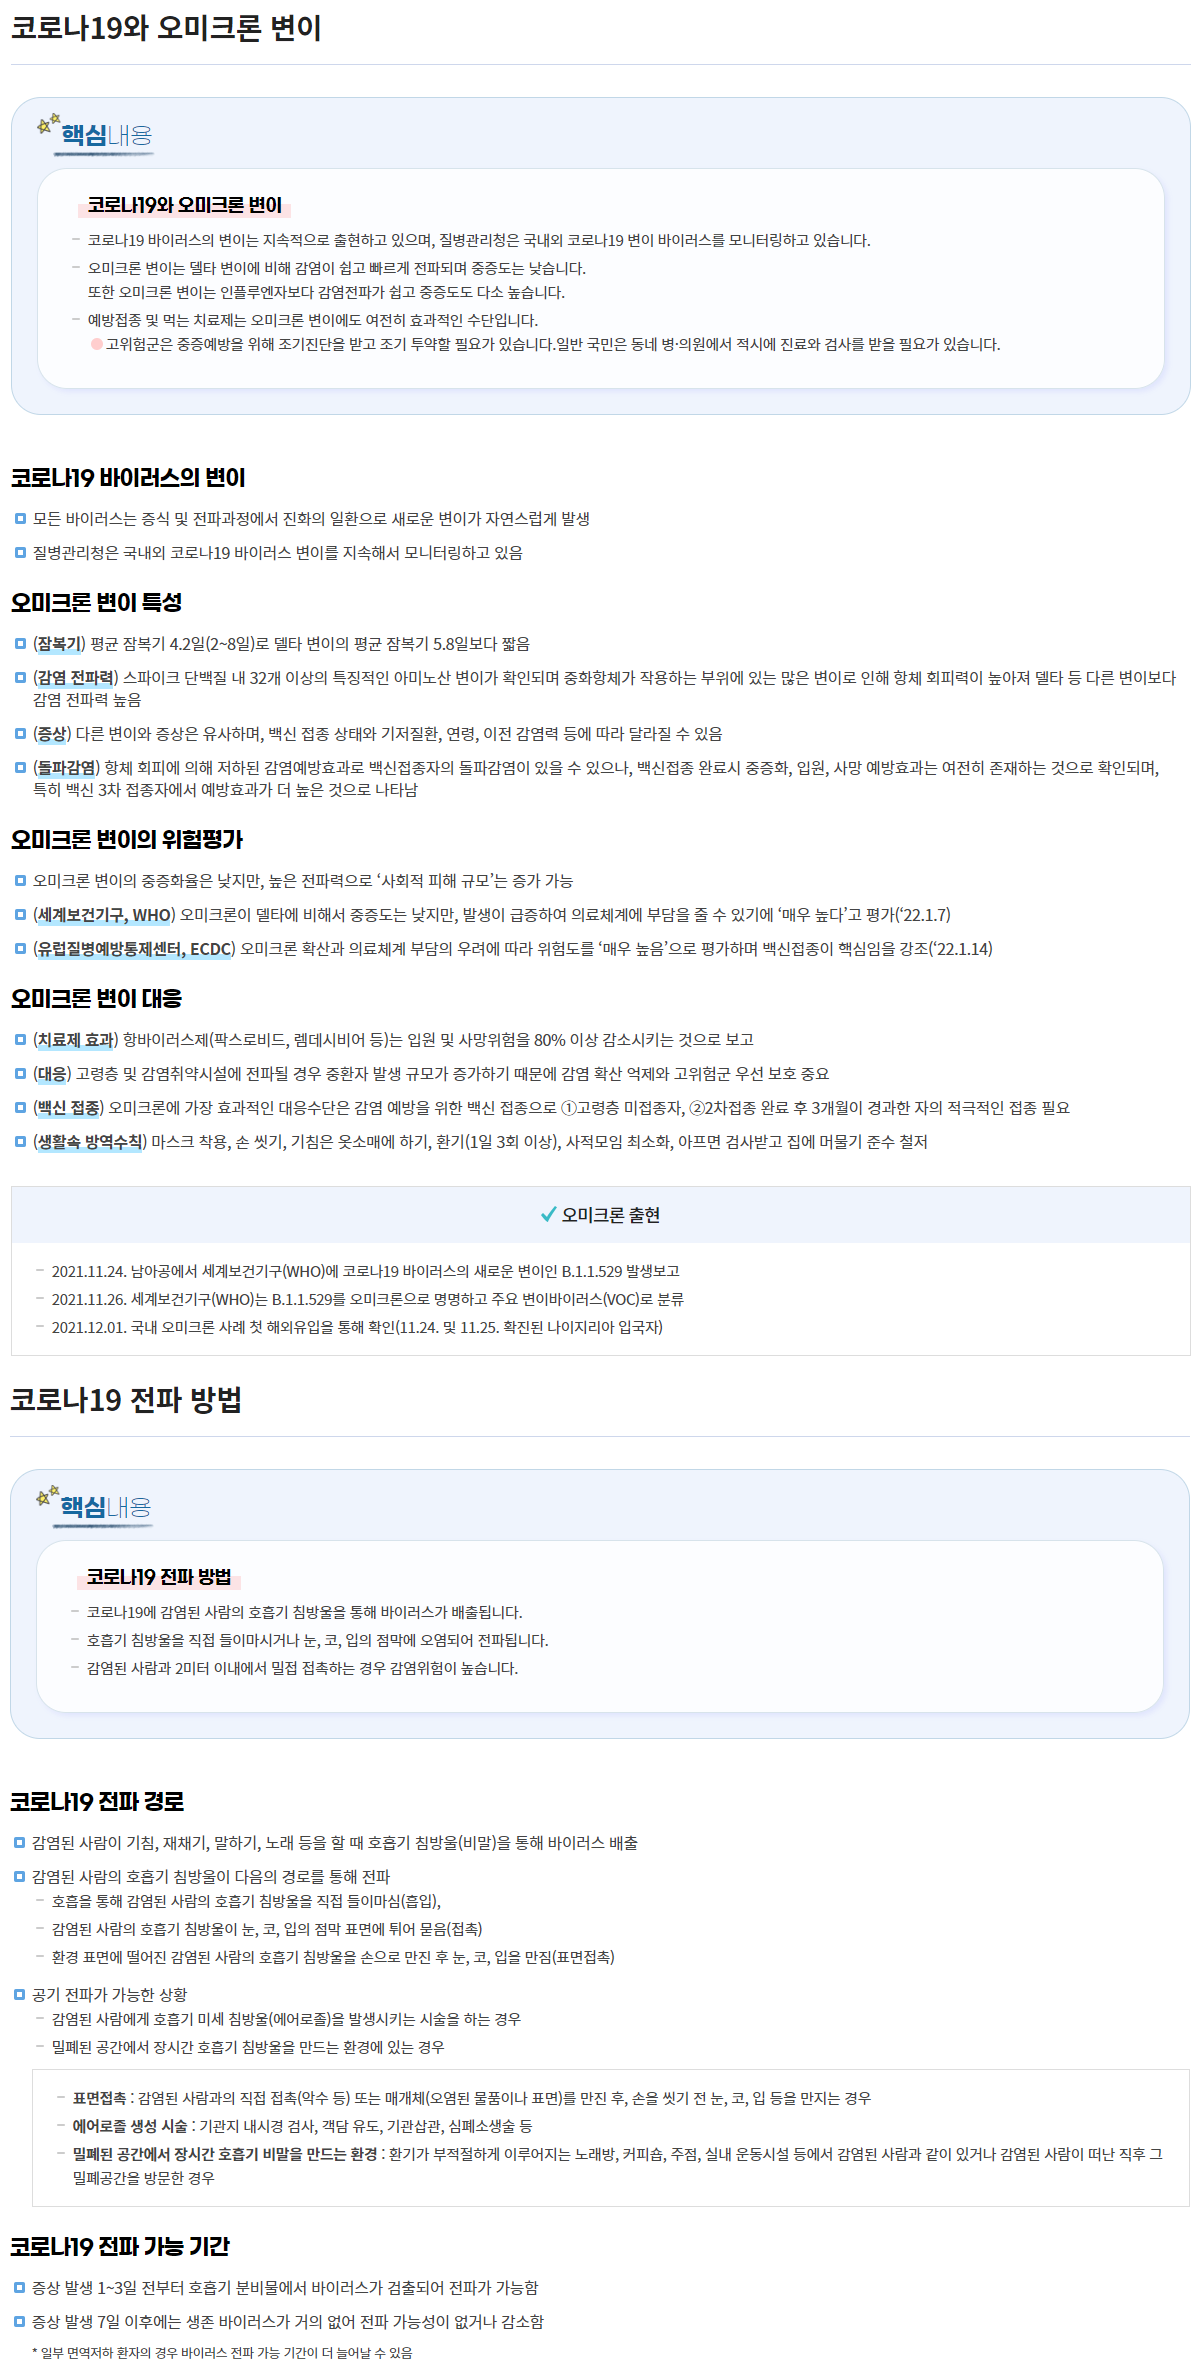 코로나19와 오미크론 변이
핵심내용
코로나19와 오미크론 변이
코로나19 바이러스의 변이는 지속적으로 출현하고 있으며, 질병관리청은 국내외 코로나19 변이 바이러스를 모니터링하고 있습니다.
오미크론 변이는 델타 변이에 비해 감염이 쉽고 빠르게 전파되며 중증도는 낮습니다.
또한 오미크론 변이는 인플루엔자보다 감염전파가 쉽고 중증도도 다소 높습니다.
예방접종 및 먹는 치료제는 오미크론 변이에도 여전히 효과적인 수단입니다.
고위험군은 중증예방을 위해 조기진단을 받고 조기 투약할 필요가 있습니다.일반 국민은 동네 병·의원에서 적시에 진료와 검사를 받을 필요가 있습니다.
코로나19 바이러스의 변이
모든 바이러스는 증식 및 전파과정에서 진화의 일환으로 새로운 변이가 자연스럽게 발생
질병관리청은 국내외 코로나19 바이러스 변이를 지속해서 모니터링하고 있음
오미크론 변이 특성
(잠복기) 평균 잠복기 4.2일(2~8일)로 델타 변이의 평균 잠복기 5.8일보다 짧음
(감염 전파력) 스파이크 단백질 내 32개 이상의 특징적인 아미노산 변이가 확인되며 중화항체가 작용하는 부위에 있는 많은 변이로 인해 항체 회피력이 높아져 델타 등 다른 변이보다
감염 전파력 높음
(증상) 다른 변이와 증상은 유사하며, 백신 접종 상태와 기저질환, 연령, 이전 감염력 등에 따라 달라질 수 있음
(돌파감염) 항체 회피에 의해 저하된 감염예방효과로 백신접종자의 돌파감염이 있을 수 있으나, 백신접종 완료시 중증화, 입원, 사망 예방효과는 여전히 존재하는 것으로 확인되며,
특히 백신 3차 접종자에서 예방효과가 더 높은 것으로 나타남
오미크론 변이의 위험평가
오미크론 변이의 중증화율은 낮지만, 높은 전파력으로 ‘사회적 피해 규모’는 증가 가능
(세계보건기구, WHO) 오미크론이 델타에 비해서 중증도는 낮지만, 발생이 급증하여 의료체계에 부담을 줄 수 있기에 ‘매우 높다’고 평가(‘22.1.7)
(유럽질병예방통제센터, ECDC) 오미크론 확산과 의료체계 부담의 우려에 따라 위험도를 ‘매우 높음’으로 평가하며 백신접종이 핵심임을 강조(‘22.1.14)
오미크론 변이 대응
(치료제 효과) 항바이러스제(팍스로비드, 렘데시비어 등)는 입원 및 사망위험을 80% 이상 감소시키는 것으로 보고
(대응) 고령층 및 감염취약시설에 전파될 경우 중환자 발생 규모가 증가하기 때문에 감염 확산 억제와 고위험군 우선 보호 중요
(백신 접종) 오미크론에 가장 효과적인 대응수단은 감염 예방을 위한 백신 접종으로 ①고령층 미접종자, ②2차접종 완료 후 3개월이 경과한 자의 적극적인 접종 필요
(생활속 방역수칙) 마스크 착용, 손 씻기, 기침은 옷소매에 하기, 환기(1일 3회 이상), 사적모임 최소화, 아프면 검사받고 집에 머물기 준수 철저
오미크론 출현
2021.11.24. 남아공에서 세계보건기구(WHO)에 코로나19 바이러스의 새로운 변이인 B.1.1.529 발생보고
2021.11.26. 세계보건기구(WHO)는 B.1.1.529를 오미크론으로 명명하고 주요 변이바이러스(VOC)로 분류
2021.12.01. 국내 오미크론 사례 첫 해외유입을 통해 확인(11.24. 및 11.25. 확진된 나이지리아 입국자)
코로나19 전파 방법
핵심내용
코로나19 전파 방법
코로나19에 감염된 사람의 호흡기 침방울을 통해 바이러스가 배출됩니다.
호흡기 침방울을 직접 들이마시거나 눈, 코, 입의 점막에 오염되어 전파됩니다.
감염된 사람과 2미터 이내에서 밀접 접촉하는 경우 감염위험이 높습니다.
코로나19 전파 경로
감염된 사람이 기침, 재채기, 말하기, 노래 등을 할 때 호흡기 침방울(비말)을 통해 바이러스 배출
감염된 사람의 호흡기 침방울이 다음의 경로를 통해 전파
호흡을 통해 감염된 사람의 호흡기 침방울을 직접 들이마심(흡입),
감염된 사람의 호흡기 침방울이 눈, 코, 입의 점막 표면에 튀어 묻음(접촉)
환경 표면에 떨어진 감염된 사람의 호흡기 침방울을 손으로 만진 후 눈, 코, 입을 만짐(표면접촉)
공기 전파가 가능한 상황
감염된 사람에게 호흡기 미세 침방울(에어로졸)을 발생시키는 시술을 하는 경우
밀폐된 공간에서 장시간 호흡기 침방울을 만드는 환경에 있는 경우
표면접촉 : 감염된 사람과의 직접 접촉(악수 등) 또는 매개체(오염된 물품이나 표면)를 만진 후, 손을 씻기 전 눈, 코, 입 등을 만지는 경우
에어로졸 생성 시술 : 기관지 내시경 검사, 객담 유도, 기관삽관, 심폐소생술 등
밀폐된 공간에서 장시간 호흡기 비말을 만드는 환경 : 환기가 부적절하게 이루어지는 노래방, 커피숍, 주점, 실내 운동시설 등에서 감염된 사람과 같이 있거나 감염된 사람이 떠난 직후 그
밀폐공간을 방문한 경우
코로나19 전파 가능 기간
증상 발생 1~3일 전부터 호흡기 분비물에서 바이러스가 검출되어 전파가 가능함
증상 발생 7일 이후에는 생존 바이러스가 거의 없어 전파 가능성이 없거나 감소함
* 일부 면역저하 환자의 경우 바이러스 전파 가능 기간이 더 늘어날 수 있음